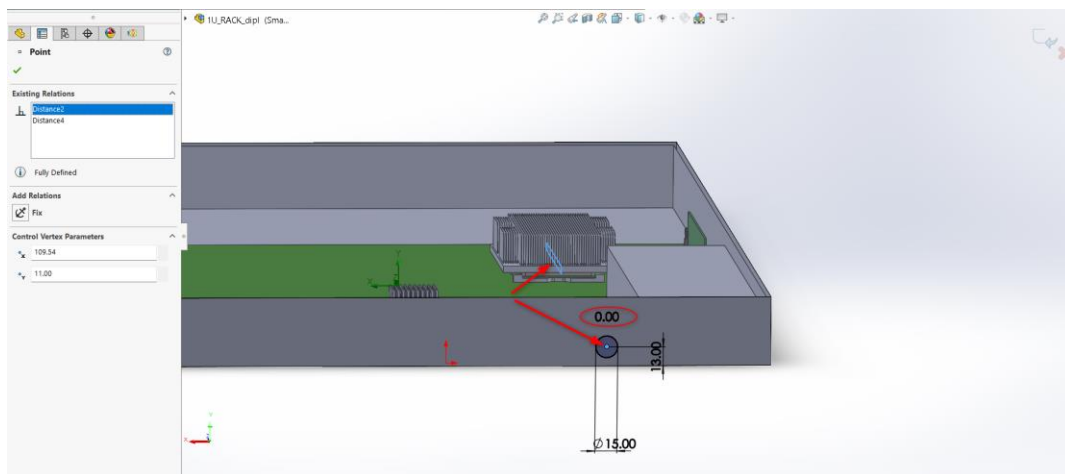 1U_RACK_dipl (Sma...
Point
Existing Relations
Distance2
Distance4
Fully Defined
Add Relations
Fix
Control Vertex Parameters
109.54
11.00
0.00
13.00
∅15.00